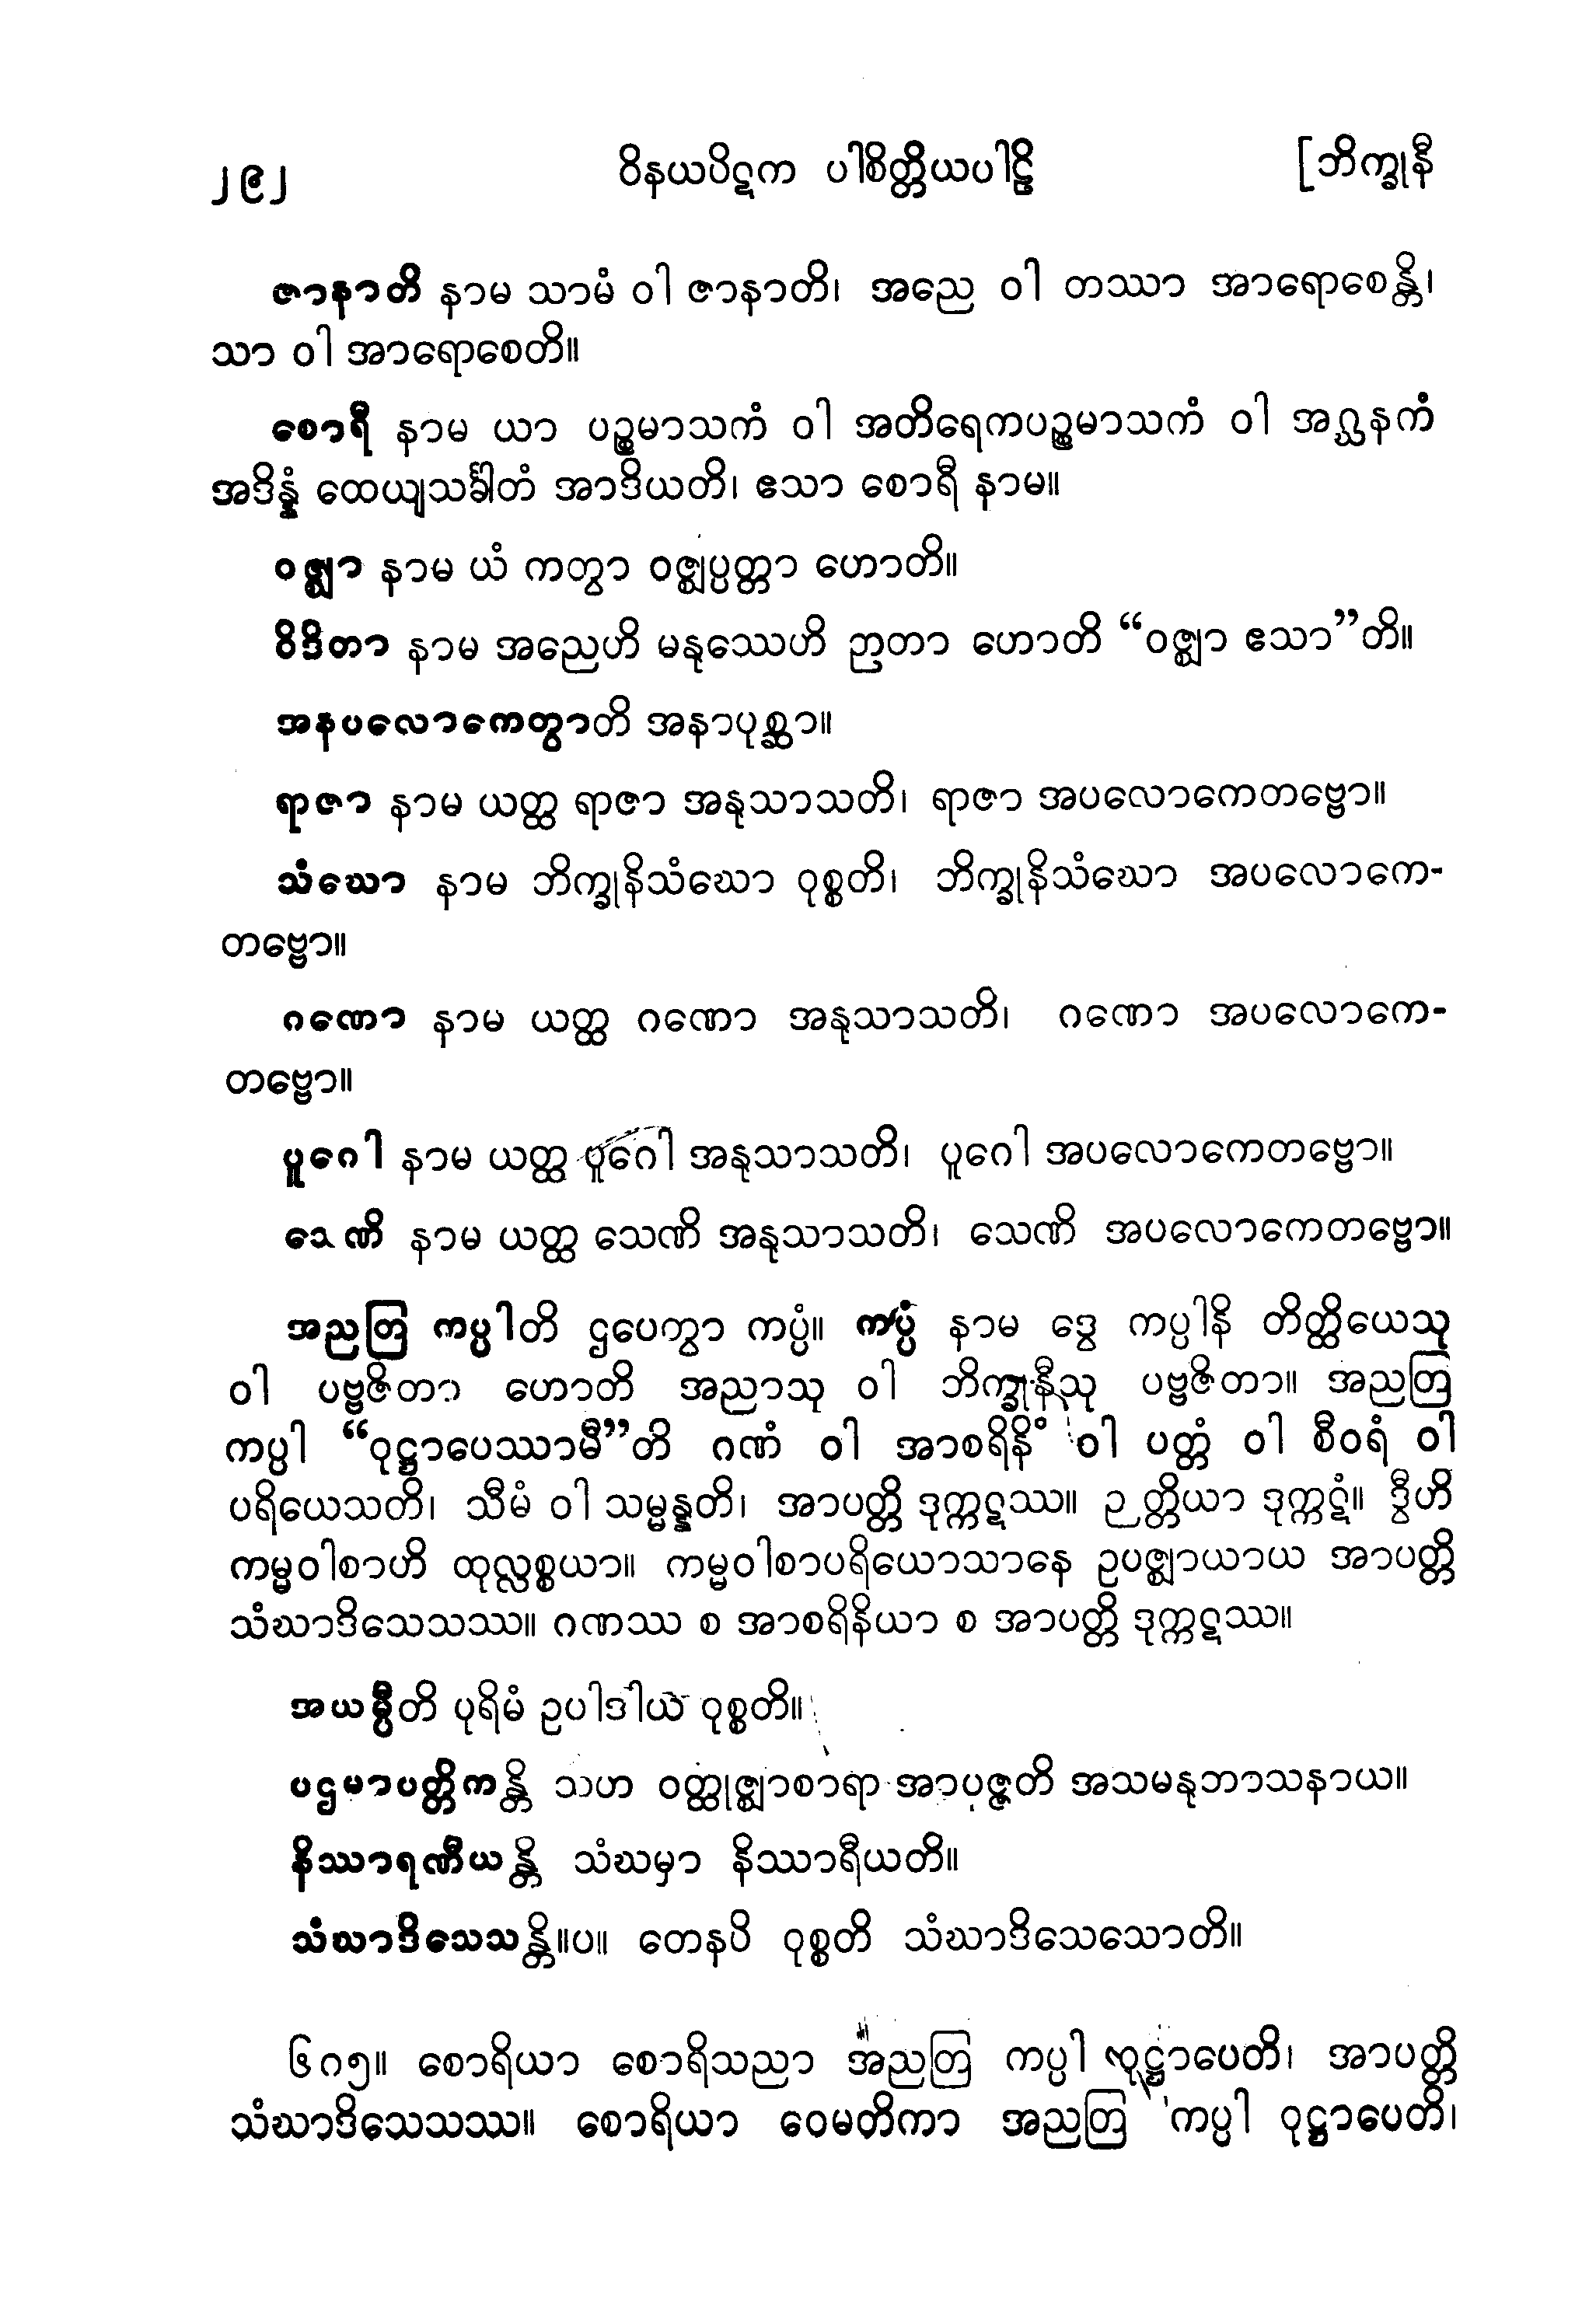 ၂၉၂ ဝိနယပိဋက ပါစိတ္တိယပါဠိ [ဘိက္ခုနီ
ဇာနာတိ နာမ သာမံ ဝါ ဇာနာတိ၊ အညေ ဝါ တဿာ အာရောစေန္တိ၊
သာ ဝါ အာရောစေတိ။
စောရီ နာမ ယာ ပဉ္စမာသကံ ဝါ အတိရေကပဉ္စမာသကံ ဝါ အဂ္ဃနကံ
အဒိန္နံ ထေယျသင်္ခါတံ အာဒိယတိ၊ ဧသာ စောရီ နာမ။
ဝဇ္ဈာ နာမ ယံ ကတွာ ဝဇ္ဈပ္ပတ္တာ ဟောတိ။
ဝိဒိတာ နာမ အညေဟိ မနုဿေဟိ ဉာတာ ဟောတိ “ဝဇ္ဈာ ဧသာ”တိ။
အနပလောကေတွာတိ အနာပုစ္ဆာ။
ရာဇာ နာမ ယတ္ထ ရာဇာ အနုသာသတိ၊ ရာဇာ အပလောကေတဗ္ဗော။
သံဃော နာမ ဘိက္ခုနိသံဃော ဝုစ္စတိ၊ ဘိက္ခုနိသံဃော အပလောကေ-
တဗ္ဗော။
ဂဏော နာမ ယတ္ထ ဂဏော အနုသာသတိ၊ ဂဏော အပလောကေ-
တဗ္ဗော။
ပူဂေါ နာမ ယတ္ထ ပူဂေါ အနုသာသတိ၊ ပူဂေါ အပလောကေတဗ္ဗော။
သေဏိ နာမ ယတ္ထ သေဏိ အနုသာသတိ၊ သေဏိ အပလောကေတဗ္ဗော။
အညတြ ကပ္ပါတိ ဌပေတွာ ကပ္ပံ။ ကပ္ပံ နာမ ဒွေ ကပ္ပါနိ တိတ္ထိယေသု
ဝါ ပဗ္ဗဇိတာ ဟောတိ အညာသု ဝါ ဘိက္ခုနီသု ပဗ္ဗဇိတာ။ အညတြ
ကပ္ပါ “ဝုဋ္ဌာပေဿာမီ”တိ ဂဏံ ဝါ အာစရိနိံ ဝါ ပတ္တံ ဝါ စီဝရံ ဝါ
ပရိယေသတိ၊ သီမံ ဝါ သမ္မန္နတိ၊ အာပတ္တိ ဒုက္ကဋဿ။ ဉတ္တိယာ ဒုက္ကဋံ။ ဒွီဟိ
ကမ္မဝါစာဟိ ထုလ္လစ္စယာ။ ကမ္မဝါစာပရိယောသာနေ ဥပဇ္ဈာယာယ အာပတ္တိ
သံဃာဒိသေသဿ။ ဂဏဿ စ အာစရိနိယာ စ အာပတ္တိ ဒုက္ကဋဿ။
အယမ္ပီတိ ပုရိမံ ဥပါဒါယ ဝုစ္စတိ။
ပဌမာပတ္တိကန္တိ သဟ ဝတ္ထုဇ္ဈာစာရာ အာပဇ္ဇတိ အသမနုဘာသနာယ။
နိဿာရဏီယန္တိ သံဃမှာ နိဿာရီယတိ။
သံဃာဒိသေသန္တိ။ပ။ တေနပိ ဝုစ္စတိ သံဃာဒိသေသောတိ။
၆၈၅။ စောရိယာ စောရိသညာ အညတြ ကပ္ပါ ဝုဋ္ဌာပေတိ၊ အာပတ္တိ
သံဃာဒိသေသဿ။ စောရိယာ ဝေမတိကာ အညတြ ကပ္ပါ ဝုဋ္ဌာပေတိ၊